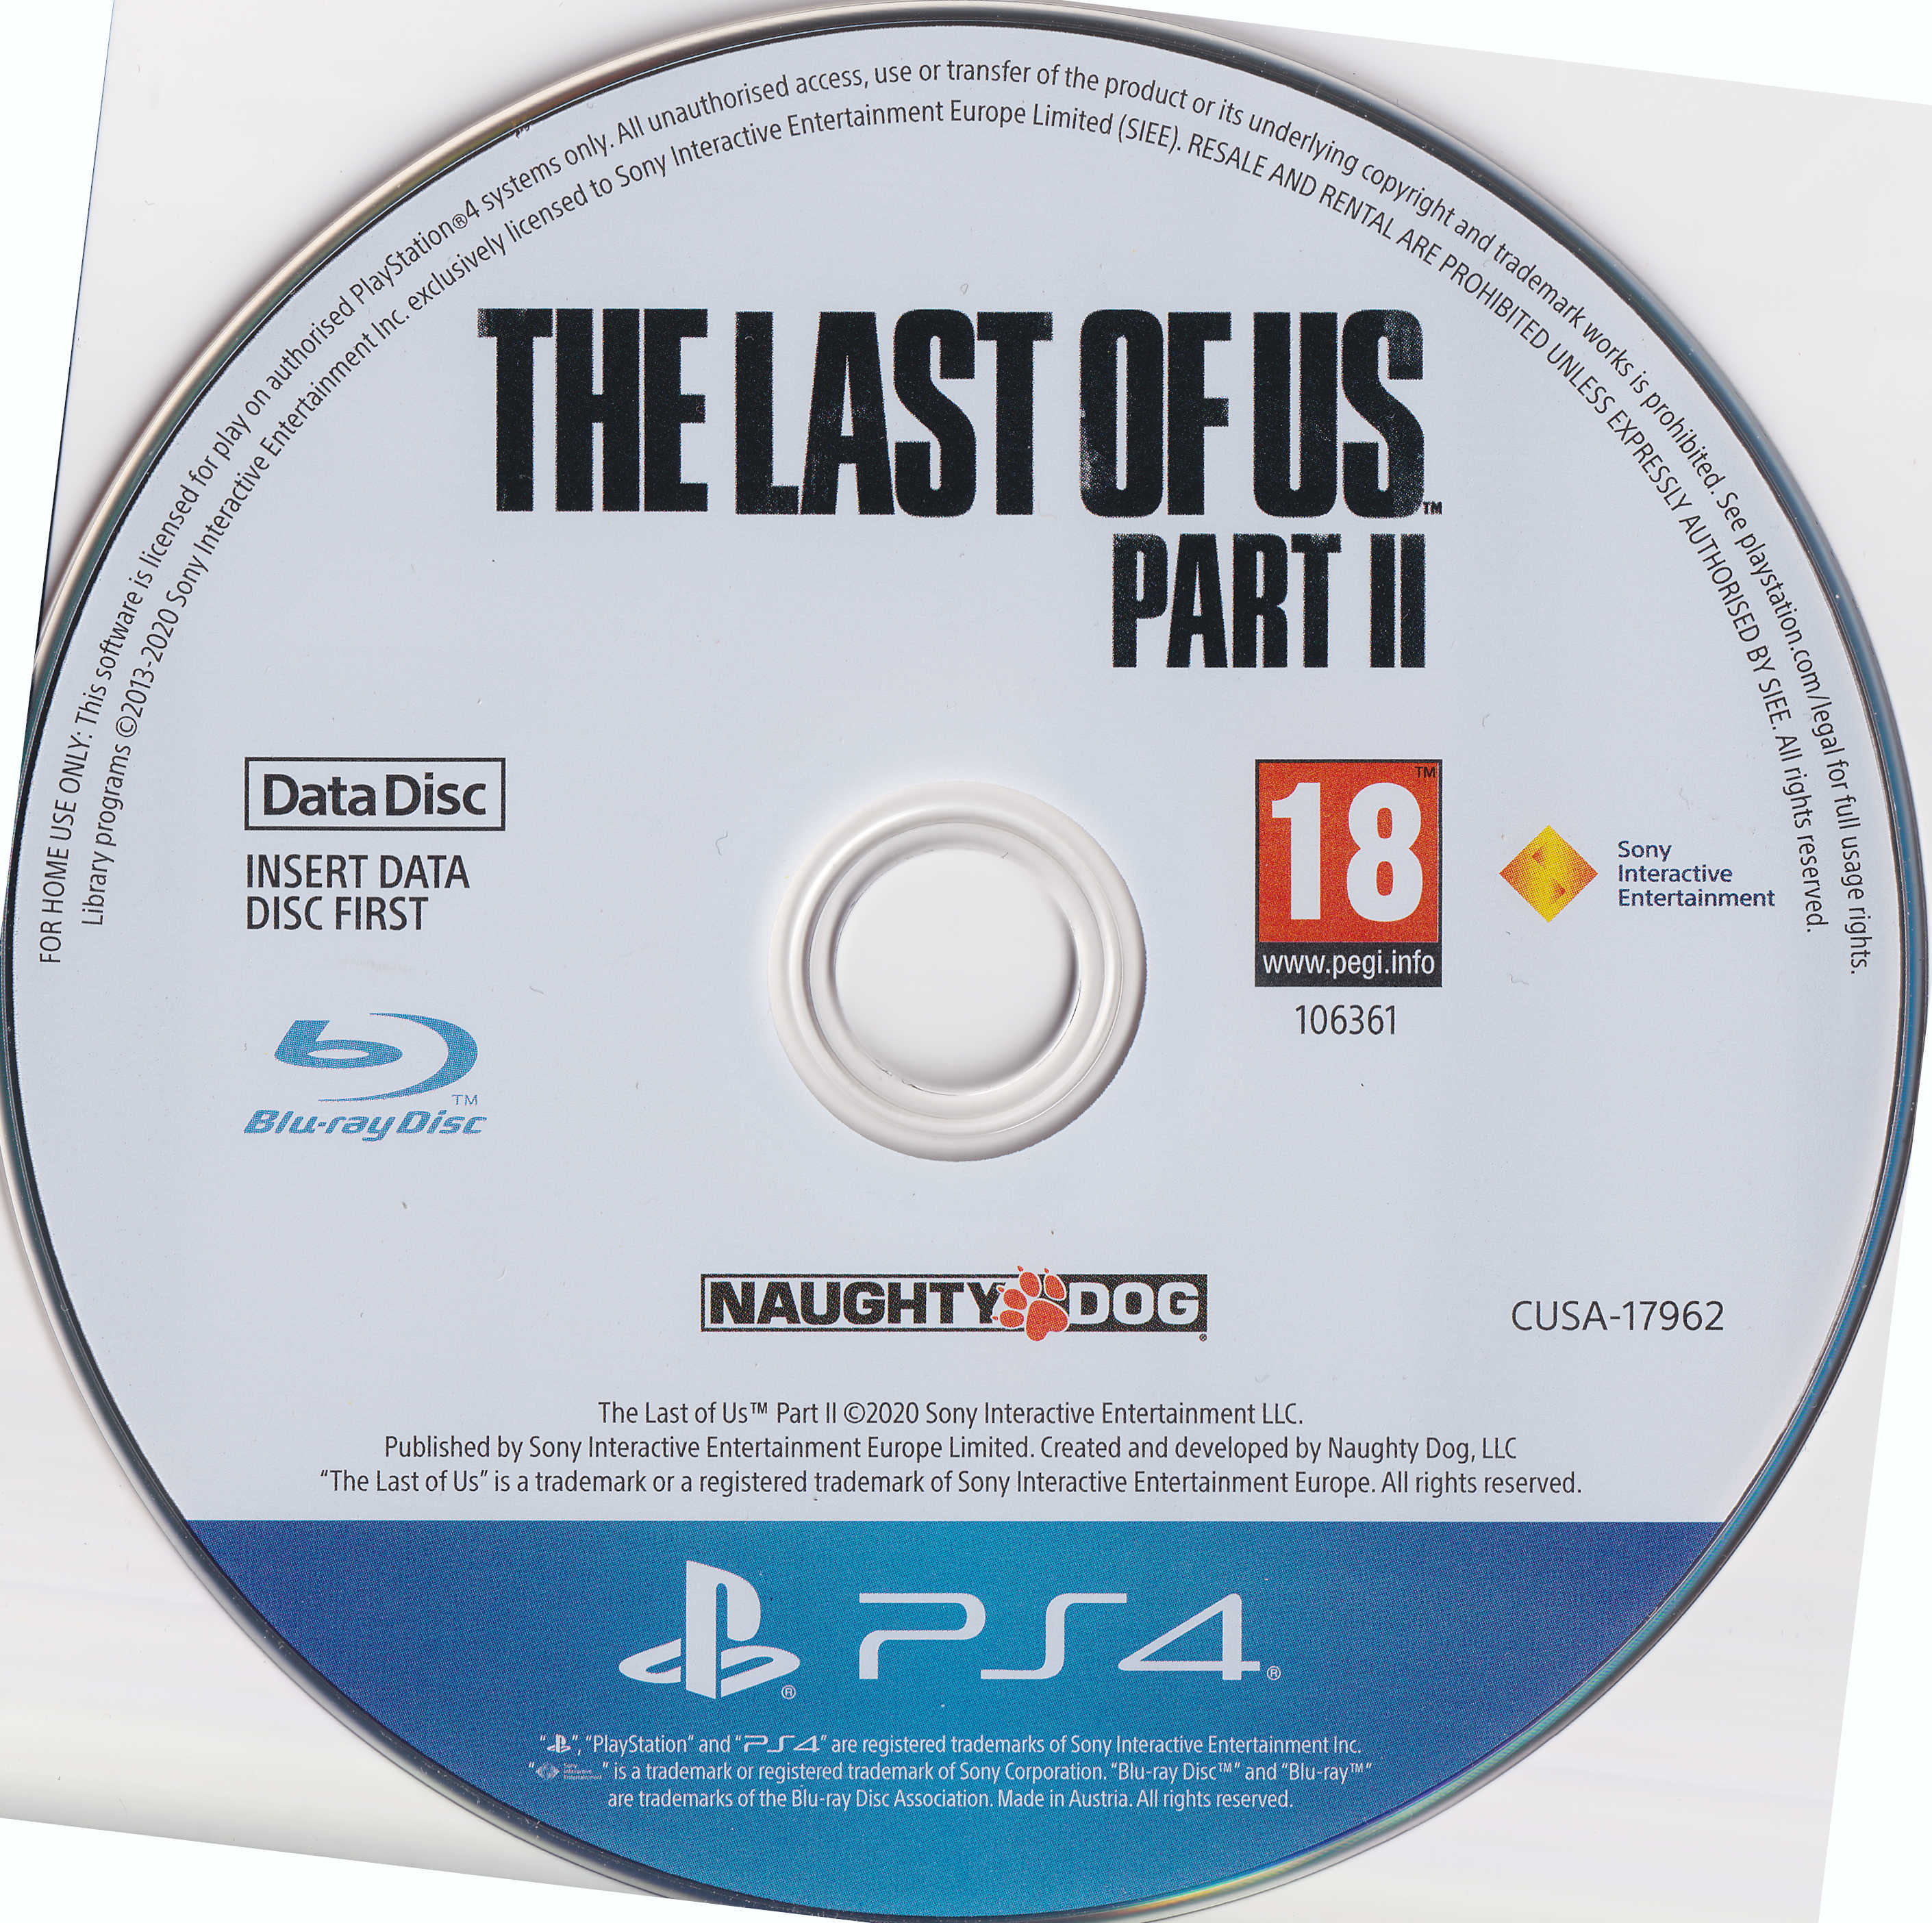 FOR HOME USE ONLY: This software is licensed for play on authorised PlayStation®4 systems only. All unauthorised access, use or transfer of the product or its underlying copyright and trademark works is prohibited. See playstation.com/legal for full usage rights.
Library programs ©2013-2020 Sony Interactive Entertainment Inc. exclusively licensed to Sony Interactive Entertainment Europe Limited (SIEE). RESALE AND RENTAL ARE PROHIBITED UNLESS EXPRESSLY AUTHORISED BY SIEE. All rights reserved.
THE LAST OF US™
PART II
Data Disc
INSERT DATA
DISC FIRST
Blu-ray Disc™
18™
www.pegi.info
106361
Sony
Interactive
Entertainment
NAUGHTY DOG®
CUSA-17962
The Last of Us™ Part II ©2020 Sony Interactive Entertainment LLC.
Published by Sony Interactive Entertainment Europe Limited. Created and developed by Naughty Dog, LLC
“The Last of Us” is a trademark or a registered trademark of Sony Interactive Entertainment Europe. All rights reserved.
® PS4®
“PS”, “PlayStation” and “PS4” are registered trademarks of Sony Interactive Entertainment Inc.
“Sony Interactive Entertainment” is a trademark or registered trademark of Sony Corporation. “Blu-ray Disc™” and “Blu-ray™”
are trademarks of the Blu-ray Disc Association. Made in Austria. All rights reserved.